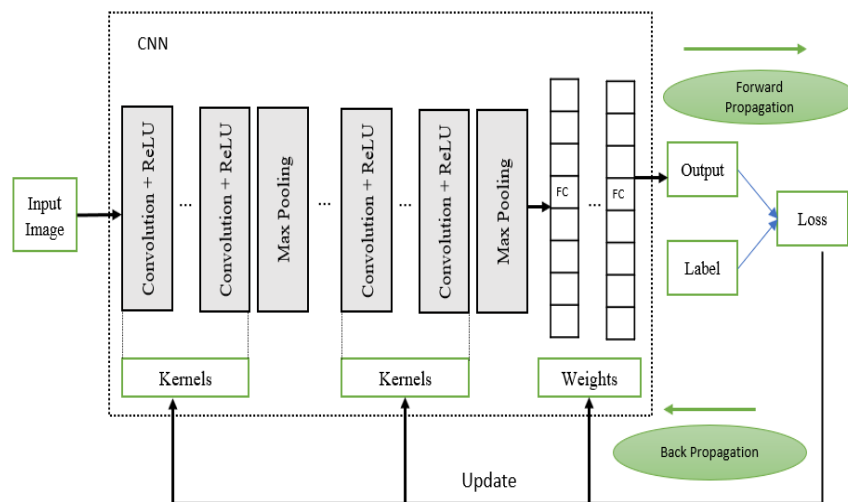 CNN
Forward
Propagation
Input
Image
Convolution + ReLU
...
Convolution + ReLU
Max Pooling
...
Convolution + ReLU
...
Convolution + ReLU
Max Pooling
FC
...
FC
Output
Label
Loss
Kernels
Kernels
Weights
Back Propagation
Update